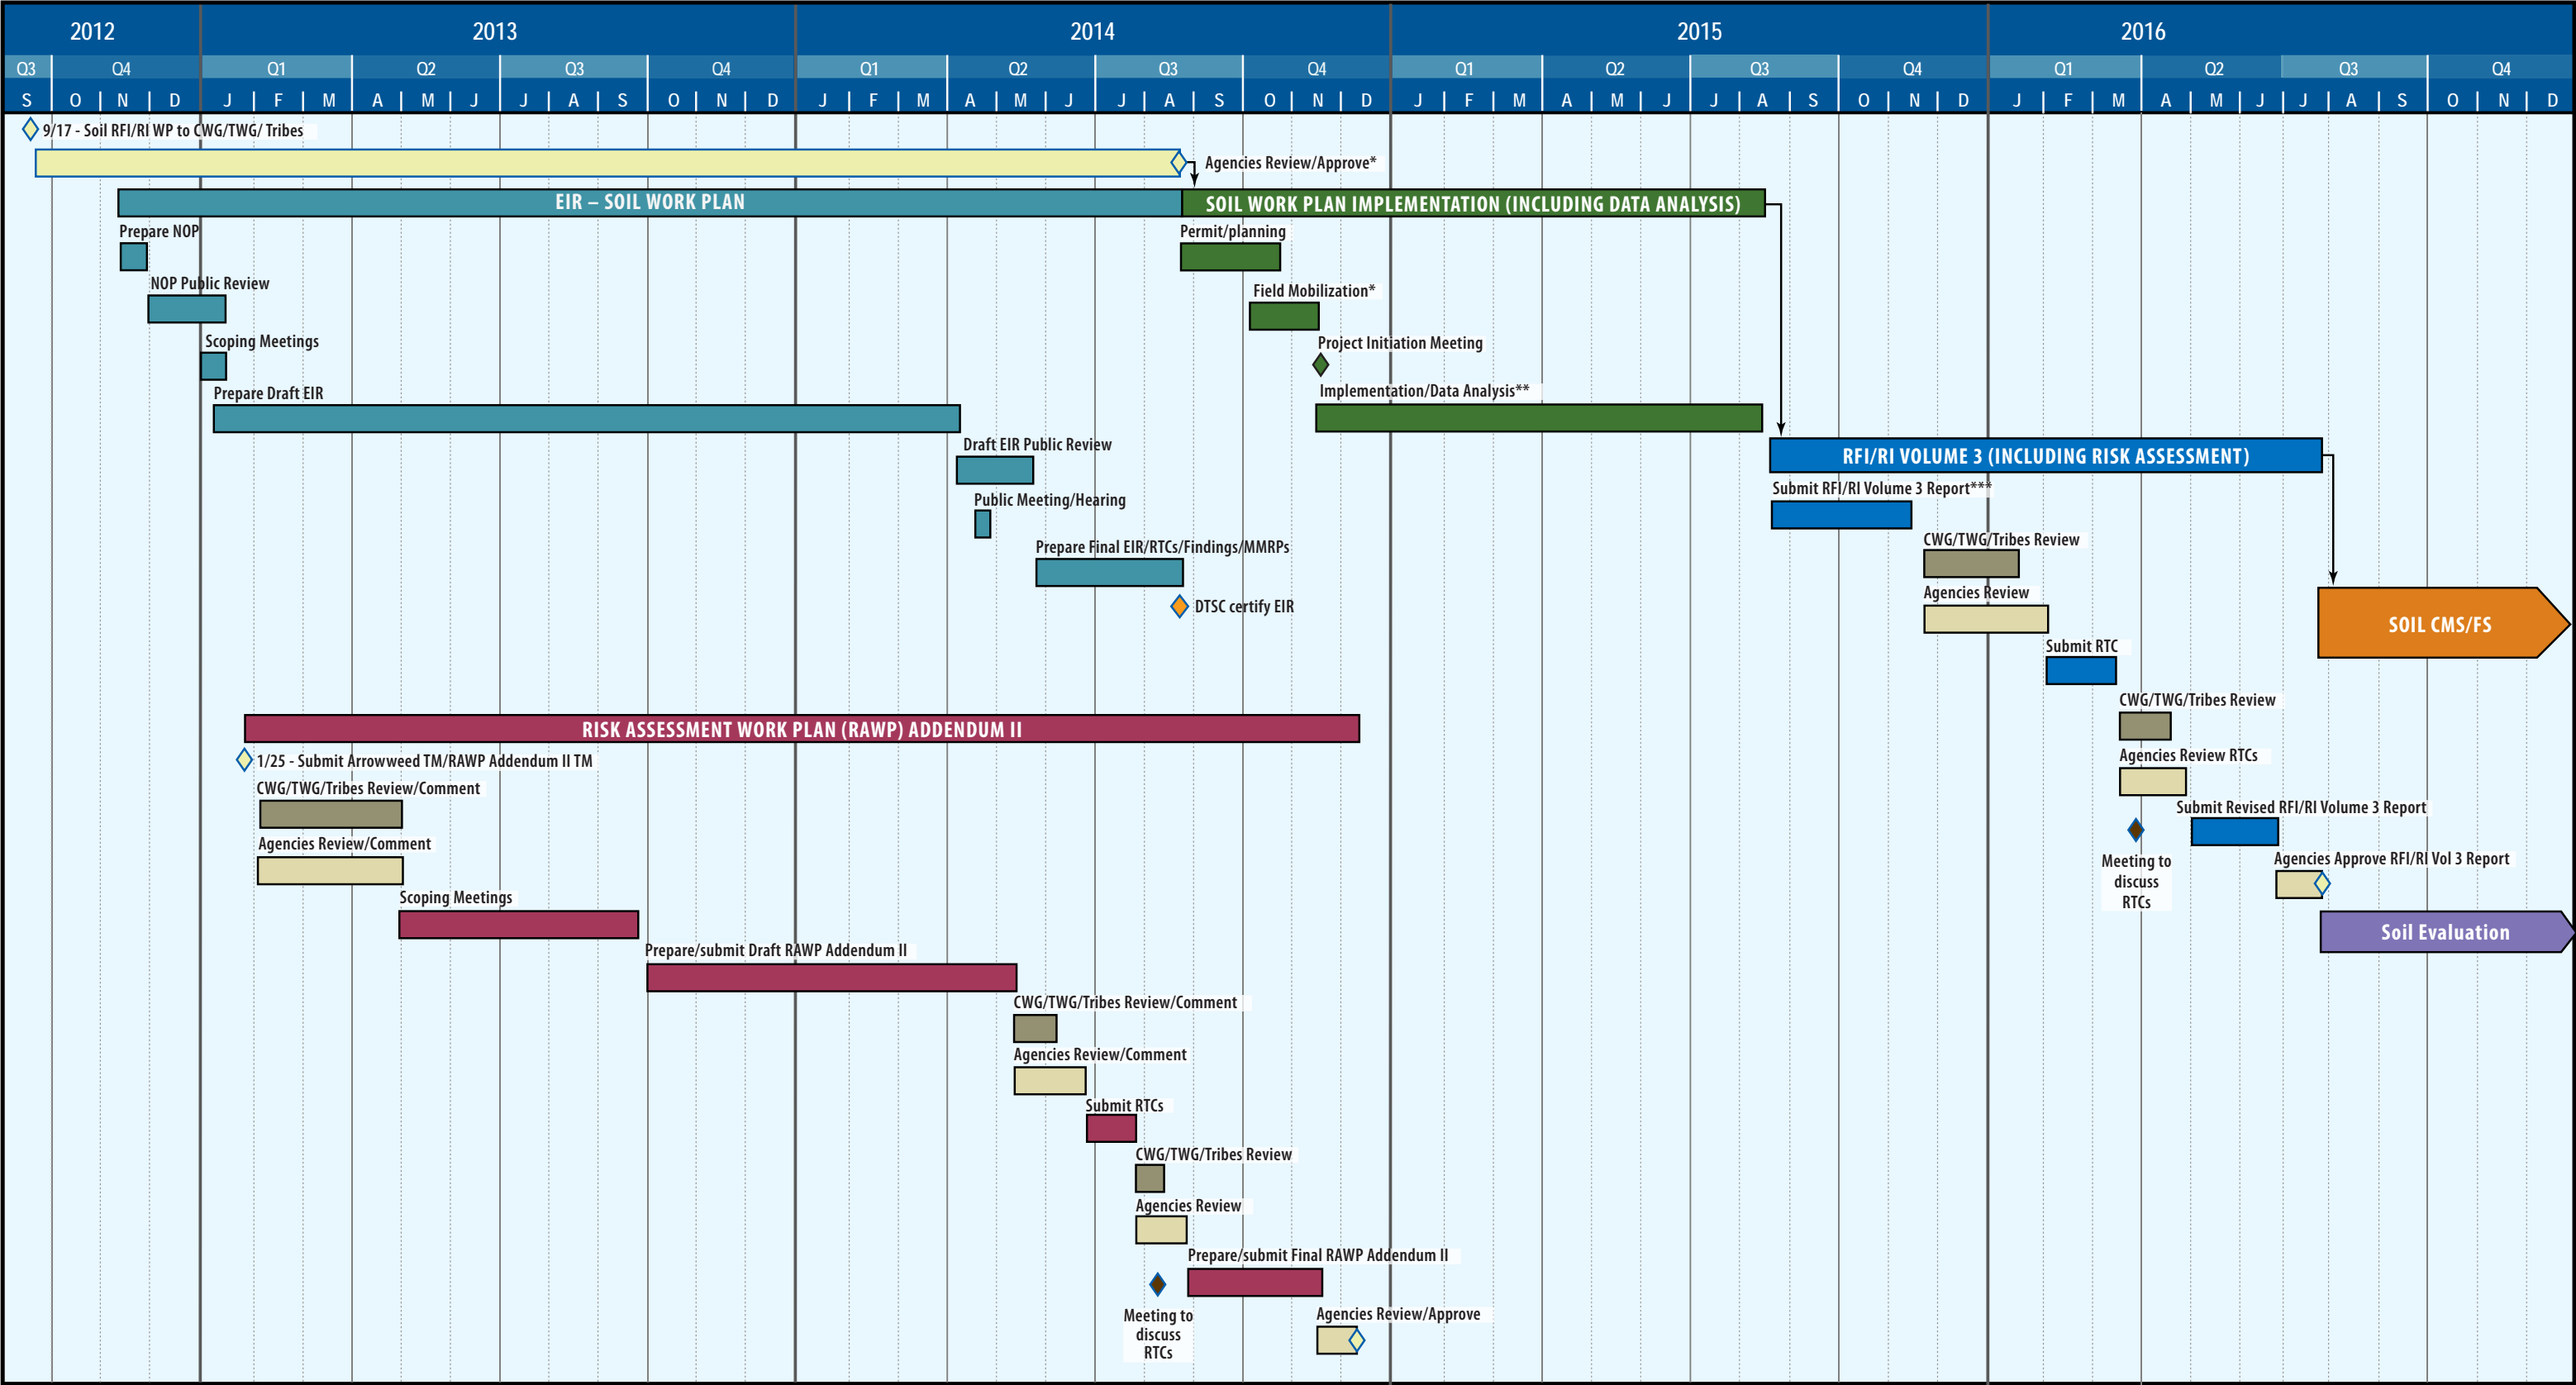 2012 2013 2014 2015 2016
Q3 Q4 Q1 Q2 Q3 Q4 Q1 Q2 Q3 Q4 Q1 Q2 Q3 Q4 Q1 Q2 Q3 Q4
S O N D J F M A M J J A S O N D J F M A M J J A S O N D J F M A M J J A S O N D J F M A M J J A S O N D
9/17 - Soil RFI/RI WP to CWG/TWG/ Tribes
Agencies Review/Approve*
EIR – SOIL WORK PLAN
SOIL WORK PLAN IMPLEMENTATION (INCLUDING DATA ANALYSIS)
Prepare NOP
Permit/planning
NOP Public Review
Field Mobilization*
Scoping Meetings
Project Initiation Meeting
Prepare Draft EIR
Implementation/Data Analysis**
Draft EIR Public Review
RFI/RI VOLUME 3 (INCLUDING RISK ASSESSMENT)
Public Meeting/Hearing
Submit RFI/RI Volume 3 Report***
Prepare Final EIR/RTCs/Findings/MMRPs
CWG/TWG/Tribes Review
DTSC certify EIR
Agencies Review
SOIL CMS/FS
Submit RTC
CWG/TWG/Tribes Review
RISK ASSESSMENT WORK PLAN (RAWP) ADDENDUM II
1/25 - Submit Arrowweed TM/RAWP Addendum II TM
Agencies Review RTCs
CWG/TWG/Tribes Review/Comment
Submit Revised RFI/RI Volume 3 Report
Agencies Review/Comment
Meeting to
discuss
RTCs
Agencies Approve RFI/RI Vol 3 Report
Scoping Meetings
Soil Evaluation
Prepare/submit Draft RAWP Addendum II
CWG/TWG/Tribes Review/Comment
Agencies Review/Comment
Submit RTCs
CWG/TWG/Tribes Review
Agencies Review
Prepare/submit Final RAWP Addendum II
Meeting to
discuss
RTCs
Agencies Review/Approve